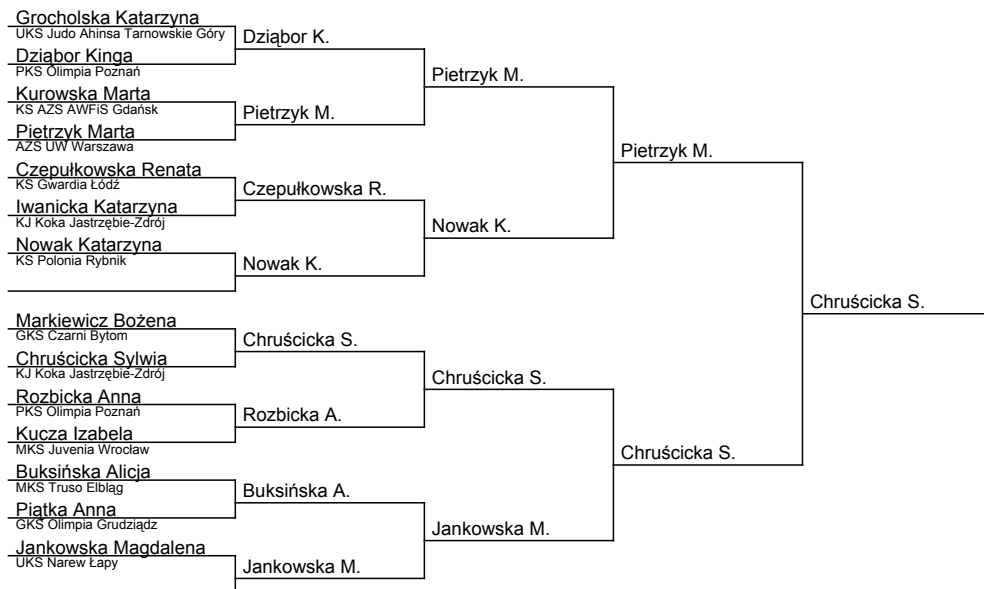 Grocholska Katarzyna
UKS Judo Ahinsa Tarnowskie Góry
Dziąbor Kinga
PKS Olimpia Poznań
Kurowska Marta
KS AZS AWFiS Gdańsk
Pietrzyk Marta
AZS UW Warszawa
Czepułkowska Renata
KS Gwardia Łódź
Iwanicka Katarzyna
KJ Koka Jastrzębie-Zdrój
Nowak Katarzyna
KS Polonia Rybnik
Markiewicz Bożena
GKS Czarni Bytom
Chruścicka Sylwia
KJ Koka Jastrzębie-Zdrój
Rozbicka Anna
PKS Olimpia Poznań
Kucza Izabela
MKS Juvenia Wrocław
Buksińska Alicja
MKS Truso Elbląg
Piątka Anna
GKS Olimpia Grudziądz
Jankowska Magdalena
UKS Narew Łapy
Dziąbor K.
Pietrzyk M.
Czepułkowska R.
Nowak K.
Chruścicka S.
Rozbicka A.
Buksińska A.
Jankowska M.
Pietrzyk M.
Nowak K.
Chruścicka S.
Jankowska M.
Pietrzyk M.
Chruścicka S.
Chruścicka S.